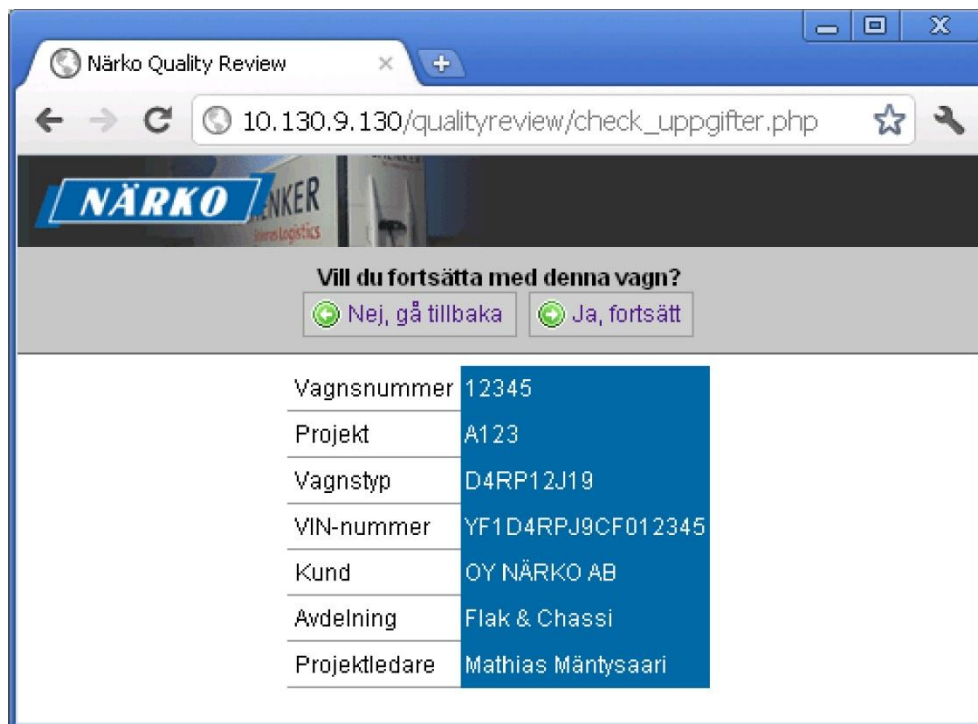 Närko Quality Review
10.130.9.130/qualityreview/check_uppgifter.php
NÄRKO
Vill du fortsätta med denna vagn?
Nej, gå tillbaka Ja, fortsätt
Vagnsnummer 12345
Projekt A123
Vagnstyp D4RP12J19
VIN-nummer YF1D4RPJ9CF012345
Kund OY NÄRKO AB
Avdelning Flak & Chassi
Projektledare Mathias Mäntysaari